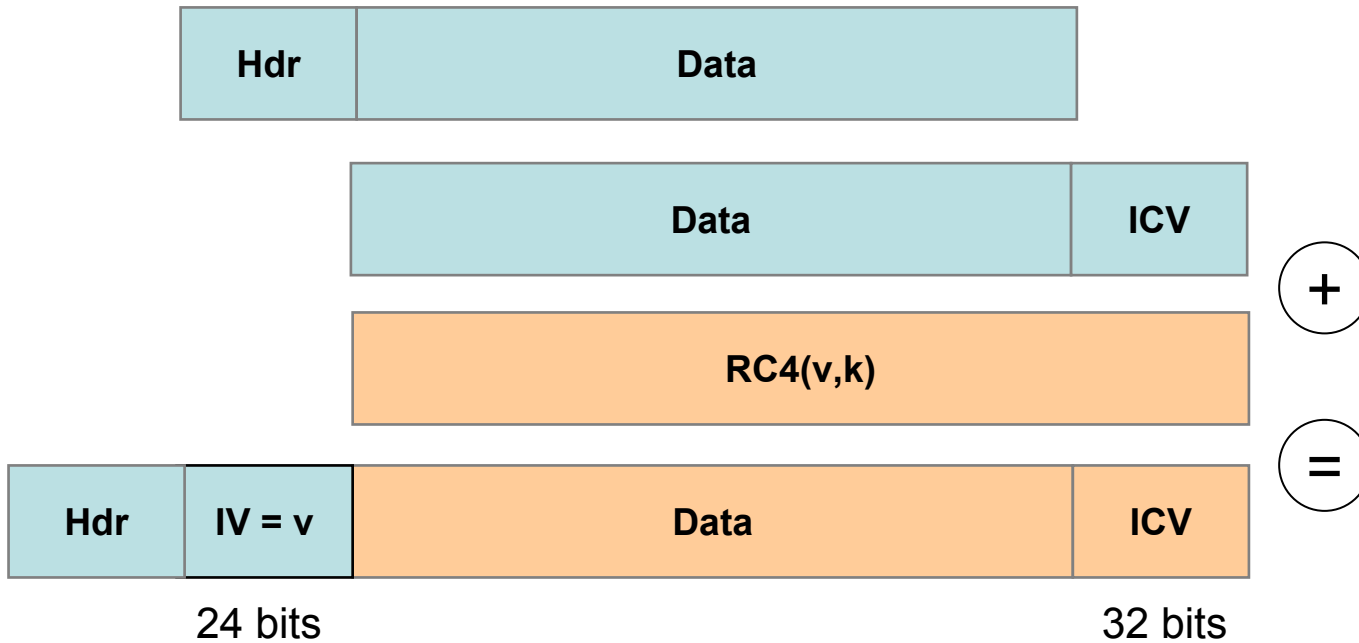 Hdr Data
Data ICV
+
RC4(v,k)
=
Hdr IV = v Data ICV
24 bits 32 bits